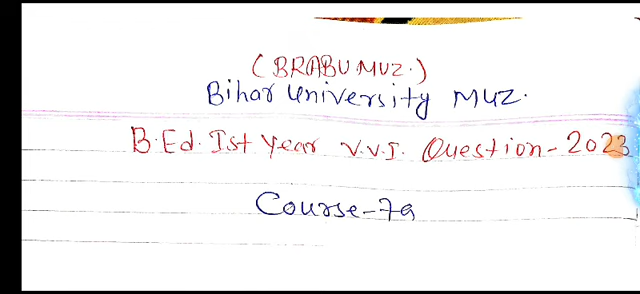 (BRABU MUZ.)
Bihar University MUZ.
B.Ed. Ist Year V.V.I. Question-2023
Course-7a